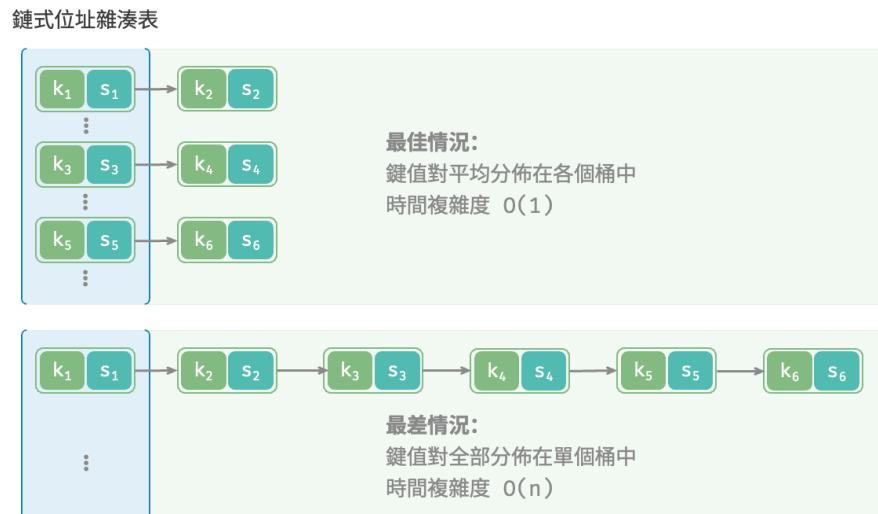 鏈式位址雜湊表
k₁ s₁ k₂ s₂
k₃ s₃ k₄ s₄
最佳情況：
鍵值對平均分佈在各個桶中
時間複雜度 O(1)
k₅ s₅ k₆ s₆
k₁ s₁ k₂ s₂ k₃ s₃ k₄ s₄ k₅ s₅ k₆ s₆
最差情況：
鍵值對全部分佈在單個桶中
時間複雜度 O(n)